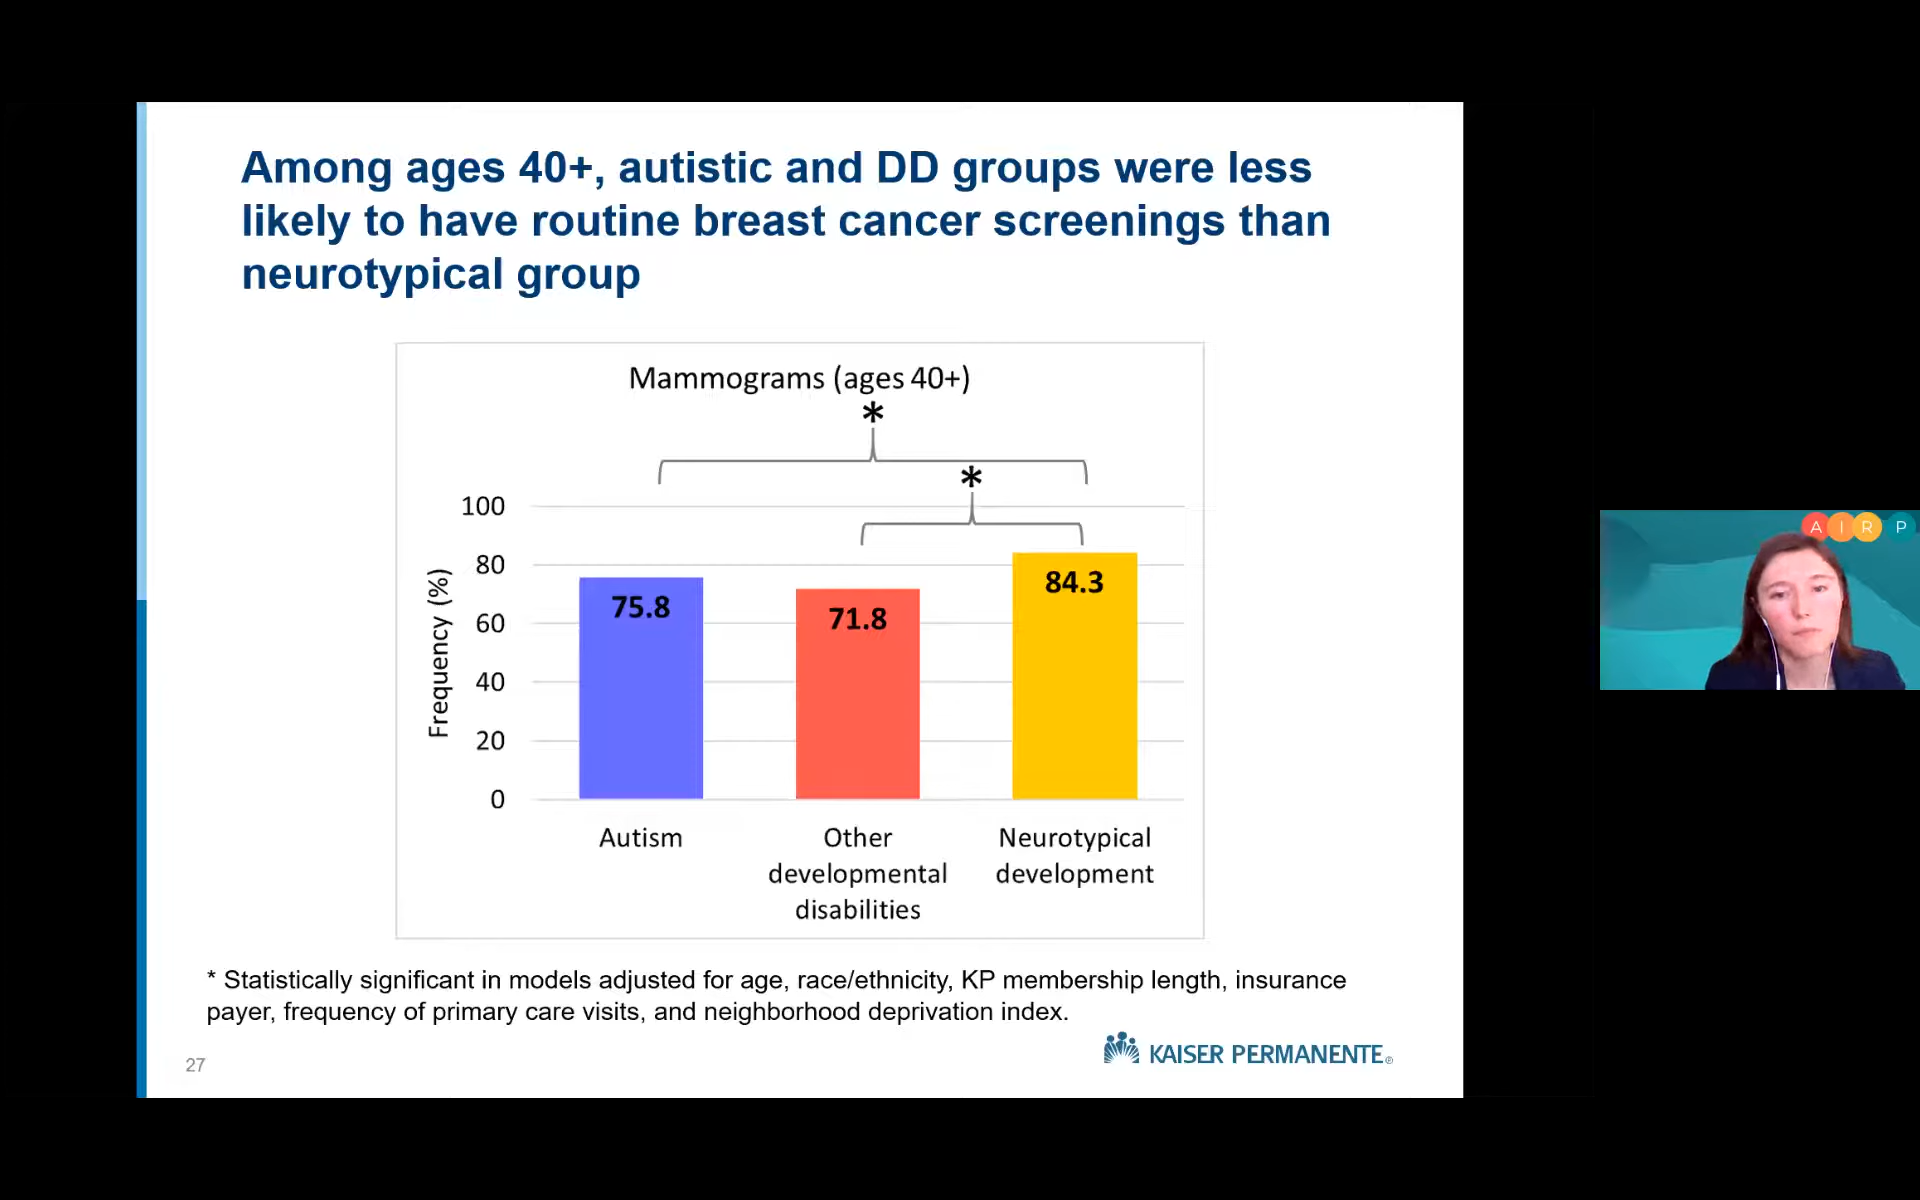 Among ages 40+, autistic and DD groups were less
likely to have routine breast cancer screenings than
neurotypical group
Mammograms (ages 40+)
*
*
Frequency (%)
100
80
60
40
20
0
75.8
71.8
84.3
Autism
Other
developmental
disabilities
Neurotypical
development
* Statistically significant in models adjusted for age, race/ethnicity, KP membership length, insurance
payer, frequency of primary care visits, and neighborhood deprivation index.
27
KAISER PERMANENTE®
A I R P